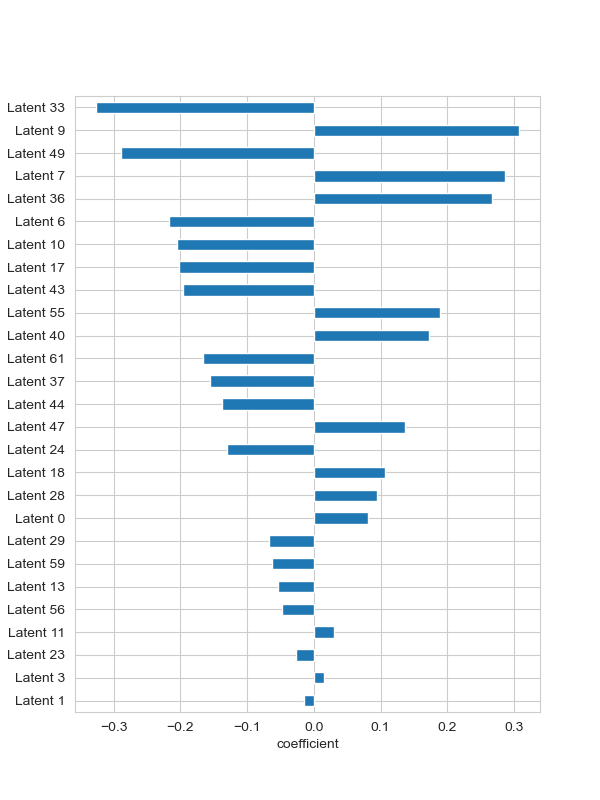 Latent 33
Latent 9
Latent 49
Latent 7
Latent 36
Latent 6
Latent 10
Latent 17
Latent 43
Latent 55
Latent 40
Latent 61
Latent 37
Latent 44
Latent 47
Latent 24
Latent 18
Latent 28
Latent 0
Latent 29
Latent 59
Latent 13
Latent 56
Latent 11
Latent 23
Latent 3
Latent 1
−0.3 −0.2 −0.1 0.0 0.1 0.2 0.3
coefficient